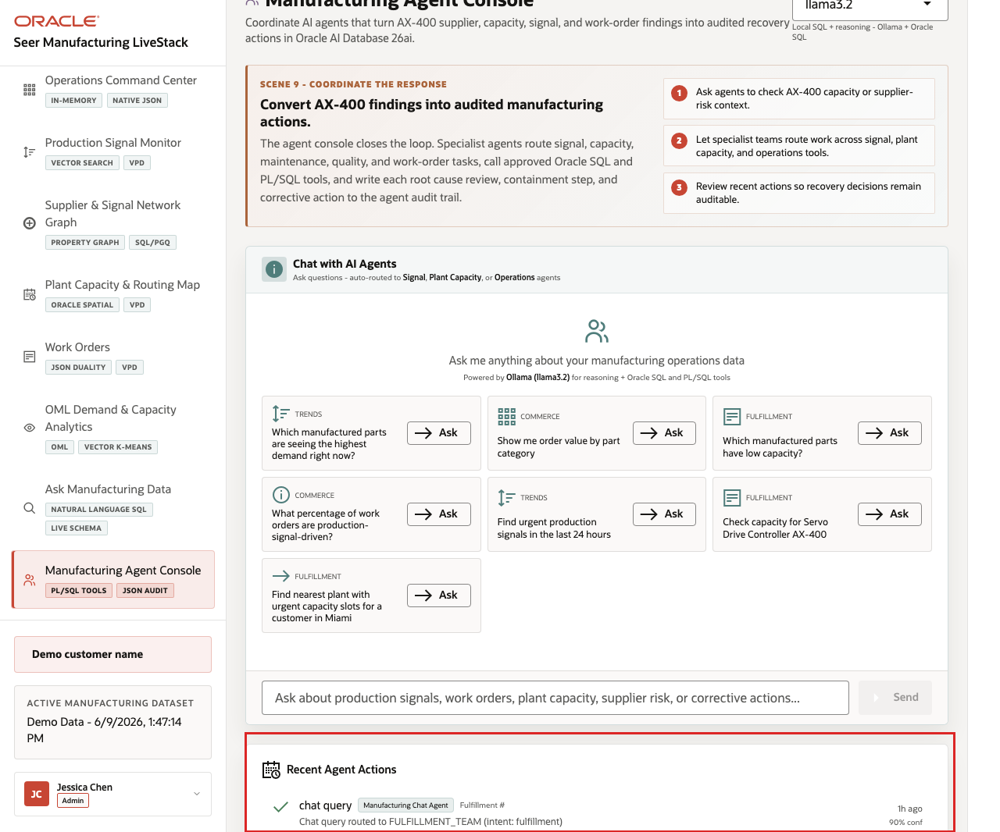 ORACLE
Seer Manufacturing LiveStack
Operations Command Center
IN-MEMORY
NATIVE JSON
Production Signal Monitor
VECTOR SEARCH
VPD
Supplier & Signal Network
Graph
PROPERTY GRAPH
SQL/PGQ
Plant Capacity & Routing Map
ORACLE SPATIAL
VPD
Work Orders
JSON DUALITY
VPD
OML Demand & Capacity
Analytics
OML
VECTOR K-MEANS
Ask Manufacturing Data
NATURAL LANGUAGE SQL
LIVE SCHEMA
Manufacturing Agent Console
PL/SQL TOOLS
JSON AUDIT
Demo customer name
ACTIVE MANUFACTURING DATASET
Demo Data - 6/9/2026, 1:47:14
PM
JC
Jessica Chen
Admin
Manufacturing Agent Console
Coordinate AI agents that turn AX-400 supplier, capacity, signal, and work-order findings into audited recovery
actions in Oracle AI Database 26ai.
llama3.2
Local SQL + reasoning - Ollama + Oracle
SQL
SCENE 9 - COORDINATE THE RESPONSE
Convert AX-400 findings into audited manufacturing
actions.
The agent console closes the loop. Specialist agents route signal, capacity,
maintenance, quality, and work-order tasks, call approved Oracle SQL and
PL/SQL tools, and write each root cause review, containment step, and
corrective action to the agent audit trail.
1
Ask agents to check AX-400 capacity or supplier-
risk context.
2
Let specialist teams route work across signal, plant
capacity, and operations tools.
3
Review recent actions so recovery decisions remain
auditable.
Chat with AI Agents
Ask questions - auto-routed to Signal, Plant Capacity, or Operations agents
Ask me anything about your manufacturing operations data
Powered by Ollama (llama3.2) for reasoning + Oracle SQL and PL/SQL tools
TRENDS
Which manufactured parts
are seeing the highest
demand right now?
Ask
COMMERCE
Show me order value by part
category
Ask
FULFILLMENT
Which manufactured parts
have low capacity?
Ask
COMMERCE
What percentage of work
orders are production-
signal-driven?
Ask
TRENDS
Find urgent production
signals in the last 24 hours
Ask
FULFILLMENT
Check capacity for Servo
Drive Controller AX-400
Ask
FULFILLMENT
Find nearest plant with
urgent capacity slots for a
customer in Miami
Ask
Ask about production signals, work orders, plant capacity, supplier risk, or corrective actions...
Send
Recent Agent Actions
chat query
Manufacturing Chat Agent
Fulfillment #
1h ago
Chat query routed to FULFILLMENT_TEAM (intent: fulfillment)
90% conf